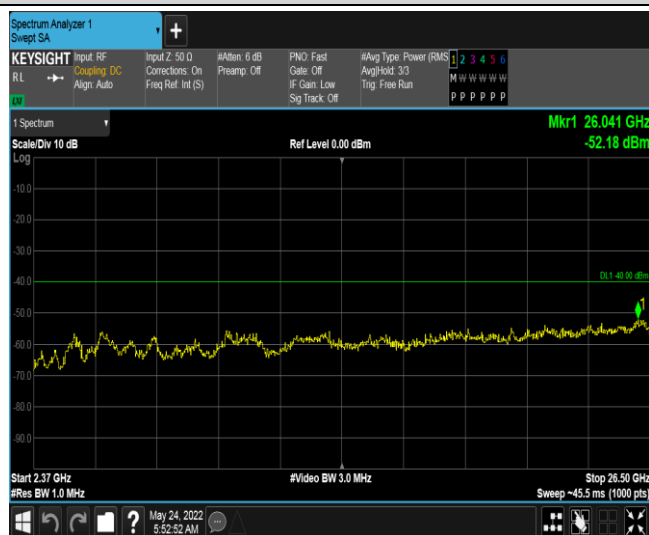 Spectrum Analyzer 1
Swept SA
+
KEYSIGHT Input: RF Input Z: 50 Ω #Atten: 6 dB PNO: Fast #Avg Type: Power (RMS 1 2 3 4 5 6
RL Coupling: DC Corrections: On Preamp: Off Gate: Off Avg|Hold: 3/3 M W W W W W
Align: Auto Freq Ref: Int (S) IF Gain: Low Trig: Free Run P P P P P P
Sig Track: Off
LXI
1 Spectrum Mkr1 26.041 GHz
Scale/Div 10 dB Ref Level 0.00 dBm -52.18 dBm
Log
-10.0
-20.0
-30.0
DL1 -40.00 dBm
-40.0
1
-50.0
-60.0
-70.0
-80.0
-90.0
Start 2.37 GHz #Video BW 3.0 MHz Stop 26.50 GHz
#Res BW 1.0 MHz Sweep ~45.5 ms (1000 pts)
? May 24, 2022
5:52:52 AM